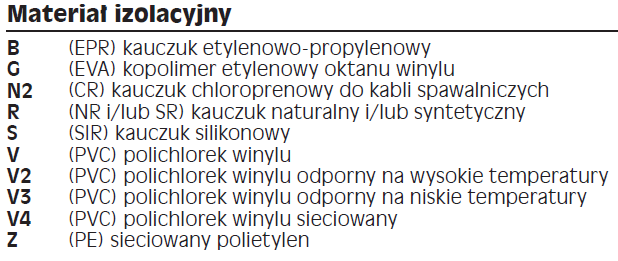 Materiał izolacyjny
B (EPR) kauczuk etylenowo-propylenowy
G (EVA) kopolimer etylenowy oktanu winylu
N2 (CR) kauczuk chloroprenowy do kabli spawalniczych
R (NR i/lub SR) kauczuk naturalny i/lub syntetyczny
S (SIR) kauczuk silikonowy
V (PVC) polichlorek winylu
V2 (PVC) polichlorek winylu odporny na wysokie temperatury
V3 (PVC) polichlorek winylu odporny na niskie temperatury
V4 (PVC) polichlorek winylu sieciowany
Z (PE) sieciowany polietylen